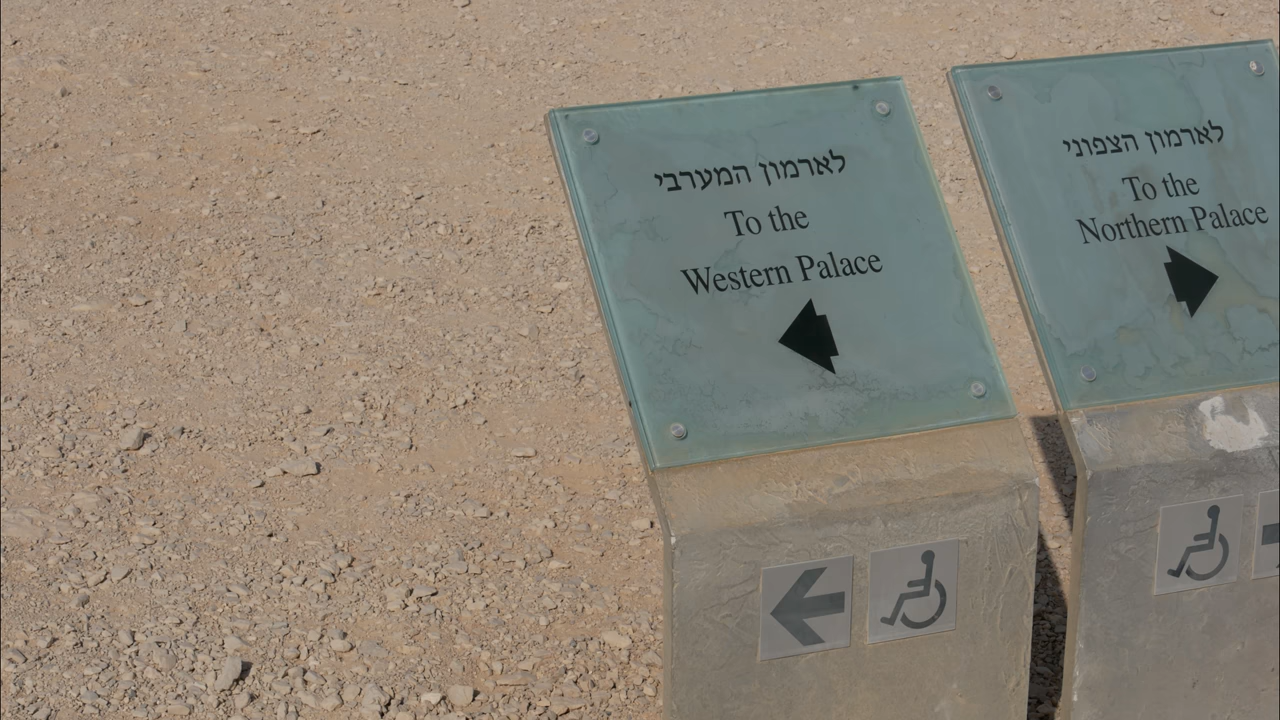 לארמון המערבי
To the
Western Palace
לארמון הצפוני
To the
Northern Palace